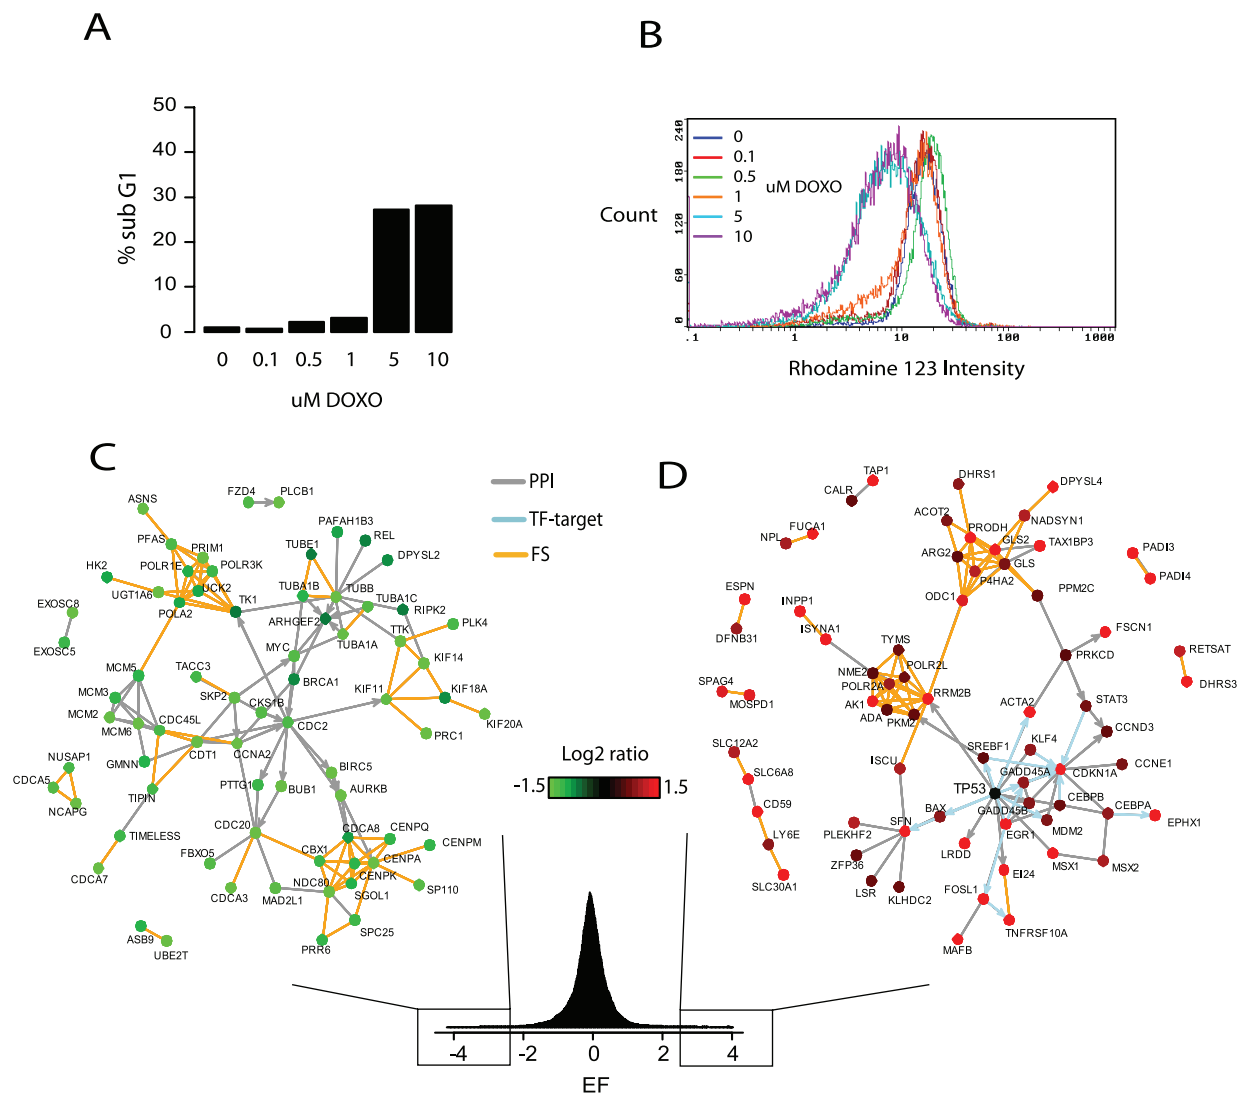 A
50
40
30
20
10
0
% sub G1
0 0.1 0.5 1 5 10
uM DOXO
B
240
180
120
60
0
Count
0
0.1
0.5
1
5
10
uM DOXO
.1 1 10 100 1000
Rhodamine 123 Intensity
C
PPI
TF-target
FS
ASNS
FZD4
PLCB1
PFAS
PRIM1
POLR1E
POLR3K
HK2
UGT1A6
UCK2
POLA2
TK1
EXOSC8
EXOSC5
PAFAH1B3
REL
TUBE1
DPYSL2
TUBA1B
TUBB
TUBA1C
RIPK2
ARHGEF2
TUBA1A
TTK
PLK4
MYC
KIF14
MCM5
TACC3
BRCA1
KIF11
KIF18A
MCM3
SKP2
CKS1B
MCM2
CDC45L
CDC2
KIF20A
MCM6
PRC1
CDT1
CCNA2
GMNN
NUSAP1
CDCA5
NCAPG
TIPIN
PTTG1
BUB1
BIRC5
AURKB
TIMELESS
CDC20
CDCA8
CENPQ
CENPM
FBXO5
CBX1
CENPA
CENPK
CDCA7
CDCA3
MAD2L1
NDC80
SGOL1
SP110
ASB9
UBE2T
PRR6
SPC25
Log2 ratio
-1.5
1.5
D
TAP1
CALR
DHRS1
DPYSL4
FUCA1
NPL
ACOT2
PRODH
NADSYN1
GLS2
ARG2
TAX1BP3
GLS
P4HA2
PADI3
PADI4
ESPN
ODC1
PPM2C
INPP1
DFNB31
ISYNA1
FSCN1
TYMS
NME2
POLR2L
PRKCD
RETSAT
POLR2A
DHRS3
SPAG4
MOSPD1
RRM2B
AK1
ADA
PKM2
ACTA2
STAT3
SLC12A2
KLF4
CCND3
SREBF1
ISCU
SLC6A8
GADD45A
CDKN1A
CCNE1
TP53
CD59
GADD45B
CEBPB
BAX
CEBPA
PLEKHF2
SFN
EPHX1
LY6E
EGR1
MDM2
ZFP36
LRDD
MSX1
MSX2
SLC30A1
LSR
KLHDC2
FOSL1
EI24
MAFB
TNFRSF10A
-4 -2 0 2 4
EF